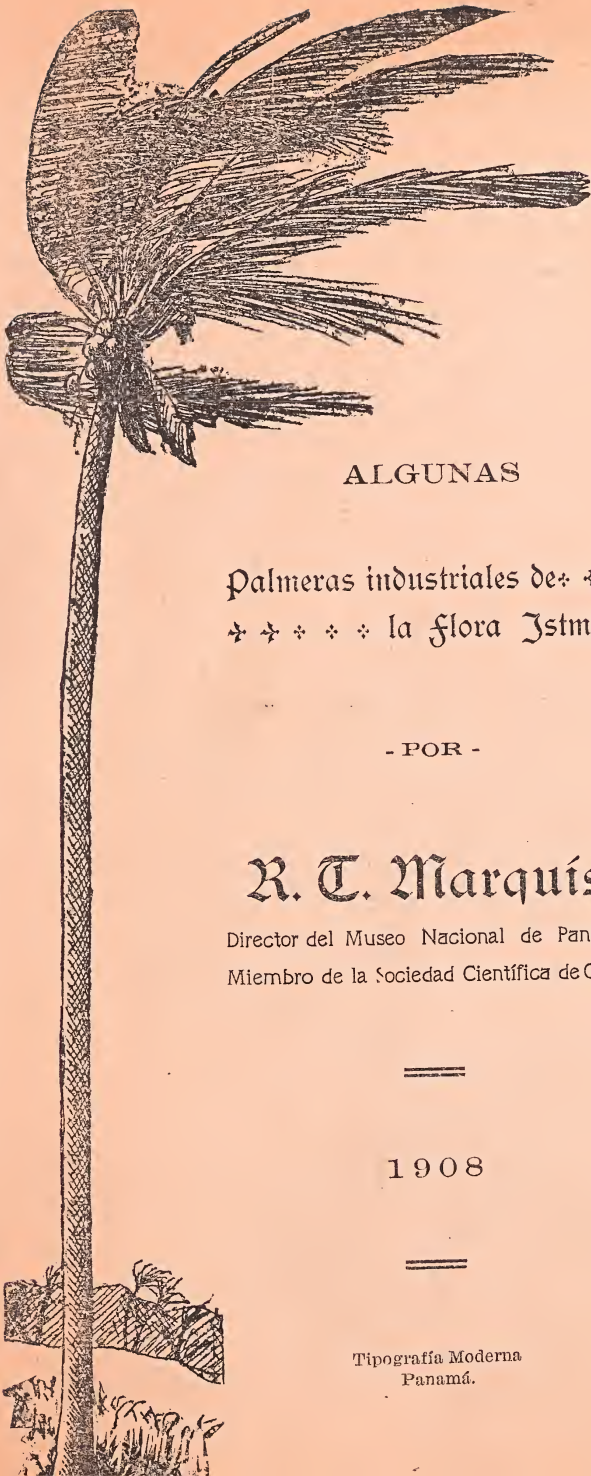 ALGUNAS
Palmeras industriales de
la Flora Istm
- POR -
R. T. Marquís
Director del Museo Nacional de Pan
Miembro de la Sociedad Científica de
1908
Tipografía Moderna
Panamá.